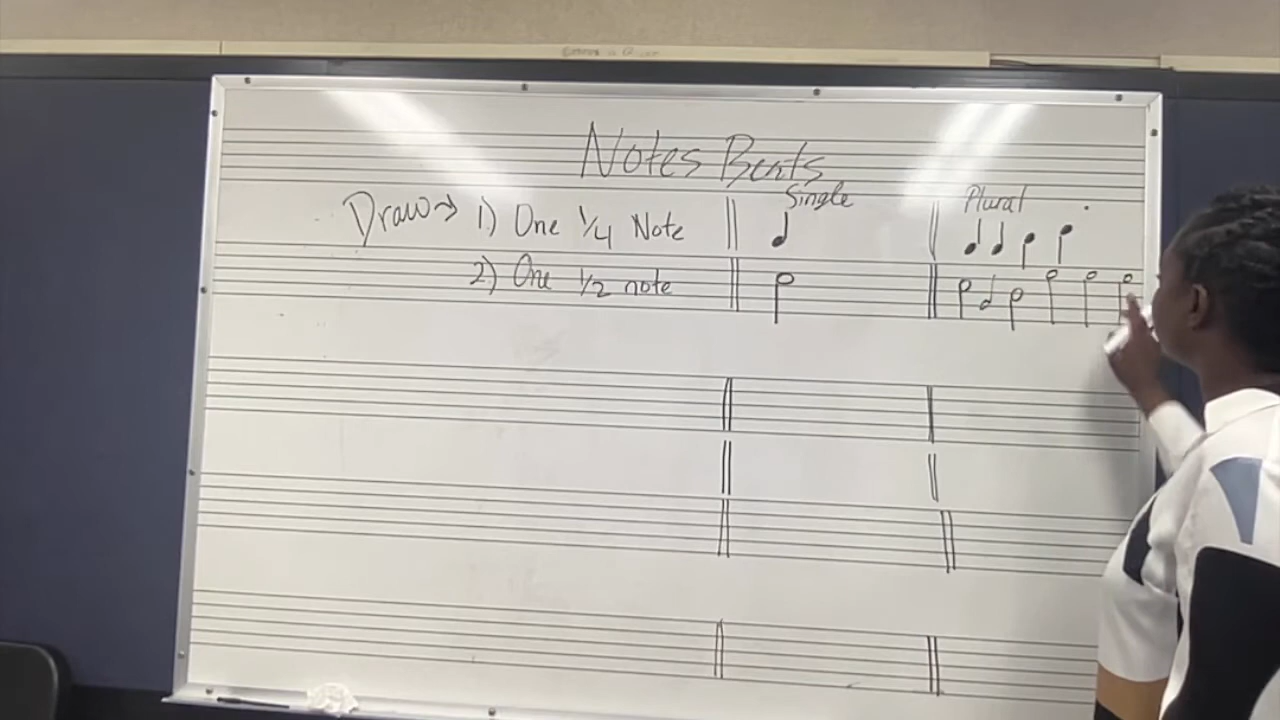 Notes Beats
Single Plural
Draw → 1) One 1/4 Note
2) One 1/2 note